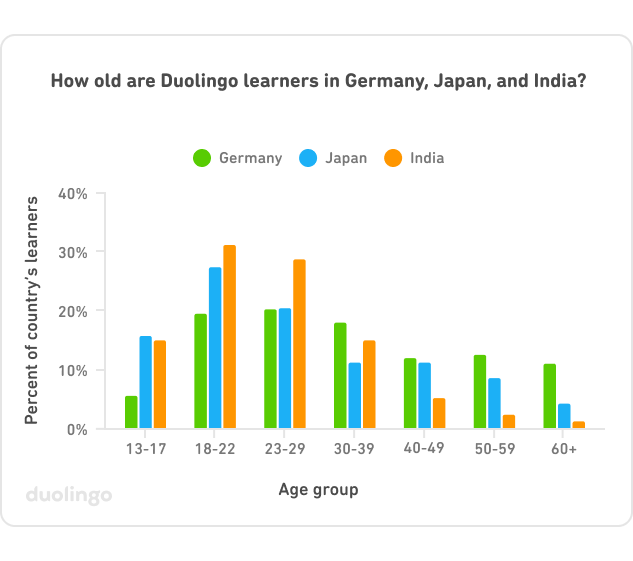 How old are Duolingo learners in Germany, Japan, and India?
Germany Japan India
Percent of country's learners
40%
30%
20%
10%
0%
13-17 18-22 23-29 30-39 40-49 50-59 60+
Age group
duolingo